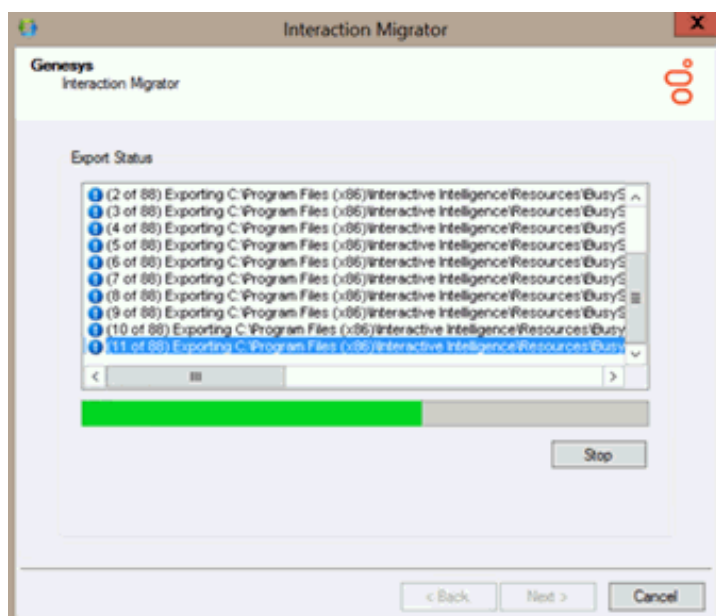 Interaction Migrator
X
Genesys
Interaction Migrator
Export Status
(2 of 88) Exporting C:\Program Files (x86)\Interactive Intelligence\Resources\BusyS
(3 of 88) Exporting C:\Program Files (x86)\Interactive Intelligence\Resources\BusyS
(4 of 88) Exporting C:\Program Files (x86)\Interactive Intelligence\Resources\BusyS
(5 of 88) Exporting C:\Program Files (x86)\Interactive Intelligence\Resources\BusyS
(6 of 88) Exporting C:\Program Files (x86)\Interactive Intelligence\Resources\BusyS
(7 of 88) Exporting C:\Program Files (x86)\Interactive Intelligence\Resources\BusyS
(8 of 88) Exporting C:\Program Files (x86)\Interactive Intelligence\Resources\BusyS
(9 of 88) Exporting C:\Program Files (x86)\Interactive Intelligence\Resources\BusyS
(10 of 88) Exporting C:\Program Files (x86)\Interactive Intelligence\Resources\Busy
(11 of 88) Exporting C:\Program Files (x86)\Interactive Intelligence\Resources\Busy
Stop
< Back
Next >
Cancel